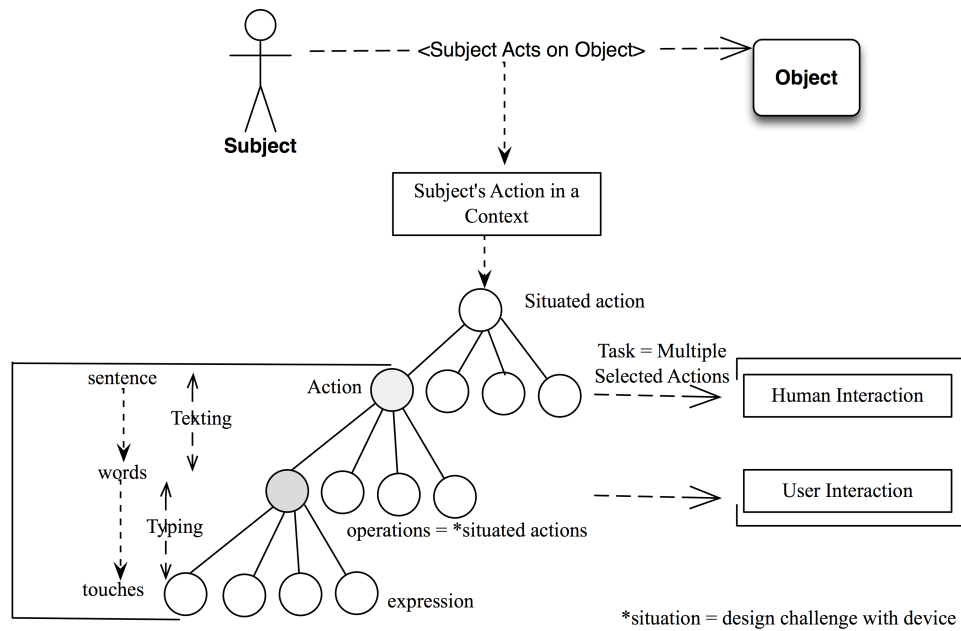 <Subject Acts on Object>
Object
Subject
Subject's Action in a
Context
Situated action
Task = Multiple
Selected Actions
Human Interaction
sentence
Action
Texting
words
User Interaction
Typing
operations = *situated actions
touches
expression
*situation = design challenge with device